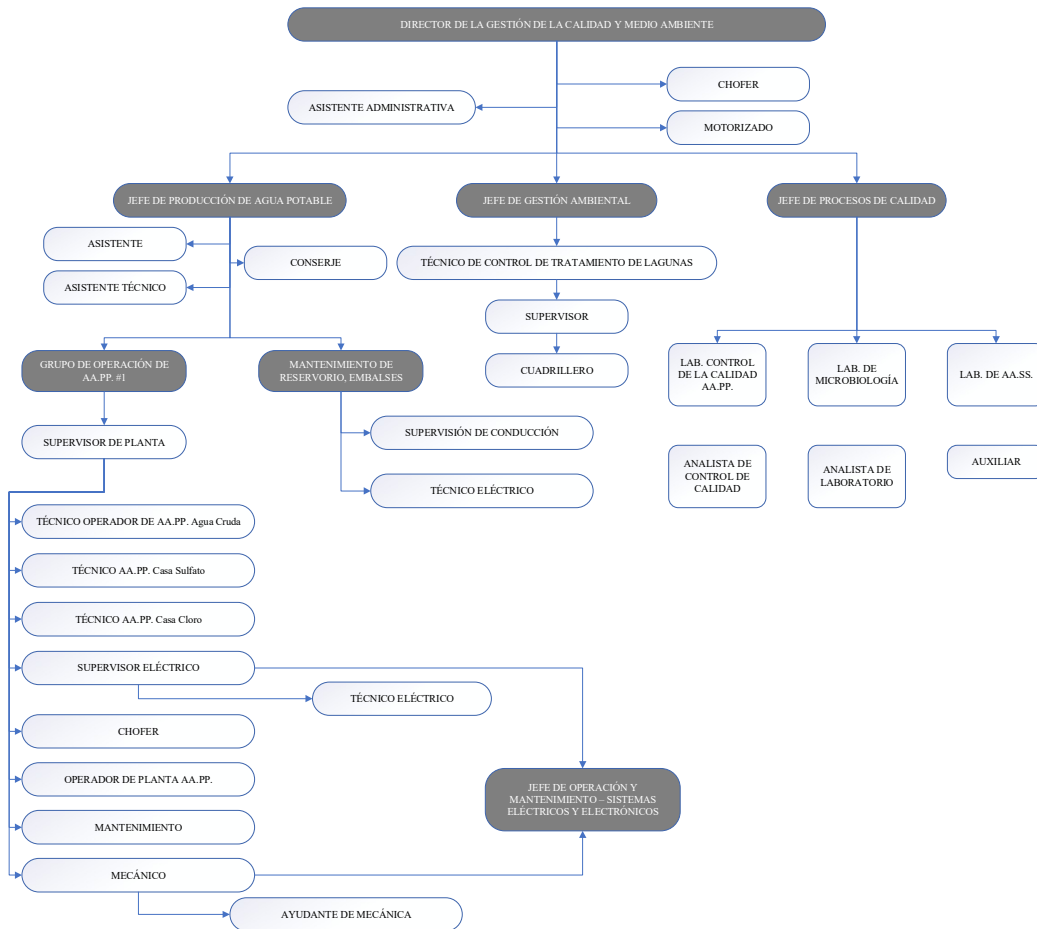 DIRECTOR DE LA GESTIÓN DE LA CALIDAD Y MEDIO AMBIENTE
CHOFER
ASISTENTE ADMINISTRATIVA
MOTORIZADO
JEFE DE PRODUCCIÓN DE AGUA POTABLE
JEFE DE GESTIÓN AMBIENTAL
JEFE DE PROCESOS DE CALIDAD
ASISTENTE
CONSERJE
ASISTENTE TÉCNICO
TÉCNICO DE CONTROL DE TRATAMIENTO DE LAGUNAS
SUPERVISOR
CUADRILLERO
GRUPO DE OPERACIÓN DE
AA.PP. #1
MANTENIMIENTO DE
RESERVORIO, EMBALSES
LAB. CONTROL
DE LA CALIDAD
AA.PP.
LAB. DE
MICROBIOLOGÍA
LAB. DE AA.SS.
SUPERVISOR DE PLANTA
SUPERVISIÓN DE CONDUCCIÓN
TÉCNICO ELÉCTRICO
ANALISTA DE
CONTROL DE
CALIDAD
ANALISTA DE
LABORATORIO
AUXILIAR
TÉCNICO OPERADOR DE AA.PP. Agua Cruda
TÉCNICO AA.PP. Casa Sulfato
TÉCNICO AA.PP. Casa Cloro
SUPERVISOR ELÉCTRICO
TÉCNICO ELÉCTRICO
CHOFER
OPERADOR DE PLANTA AA.PP.
JEFE DE OPERACIÓN Y
MANTENIMIENTO – SISTEMAS
ELÉCTRICOS Y ELECTRÓNICOS
MANTENIMIENTO
MECÁNICO
AYUDANTE DE MECÁNICA